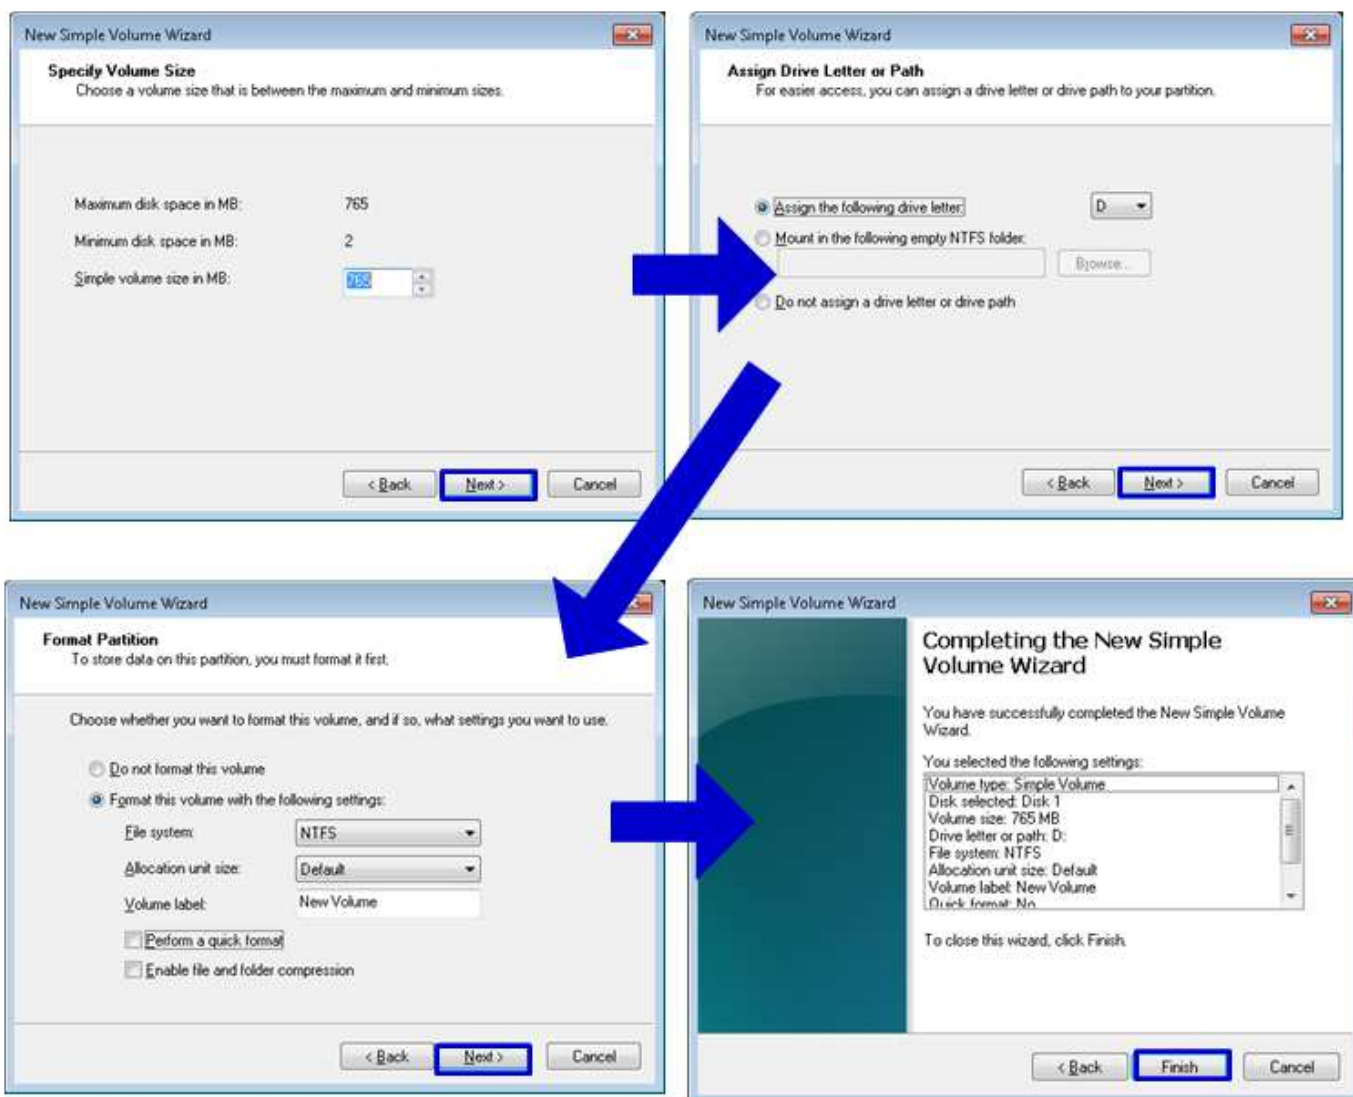 New Simple Volume Wizard
Specify Volume Size
Choose a volume size that is between the maximum and minimum sizes.
Maximum disk space in MB: 765
Minimum disk space in MB: 2
Simple volume size in MB: 765
< Back Next > Cancel
New Simple Volume Wizard
Assign Drive Letter or Path
For easier access, you can assign a drive letter or drive path to your partition.
Assign the following drive letter: D
Mount in the following empty NTFS folder:
Browse...
Do not assign a drive letter or drive path
< Back Next > Cancel
New Simple Volume Wizard
Format Partition
To store data on this partition, you must format it first.
Choose whether you want to format this volume, and if so, what settings you want to use.
Do not format this volume
Format this volume with the following settings:
File system: NTFS
Allocation unit size: Default
Volume label: New Volume
Perform a quick format
Enable file and folder compression
< Back Next > Cancel
New Simple Volume Wizard
Completing the New Simple
Volume Wizard
You have successfully completed the New Simple Volume
Wizard.
You selected the following settings:
Volume type: Simple Volume
Disk selected: Disk 1
Volume size: 765 MB
Drive letter or path: D:
File system: NTFS
Allocation unit size: Default
Volume label: New Volume
Quick format: No
To close this wizard, click Finish.
< Back Finish Cancel